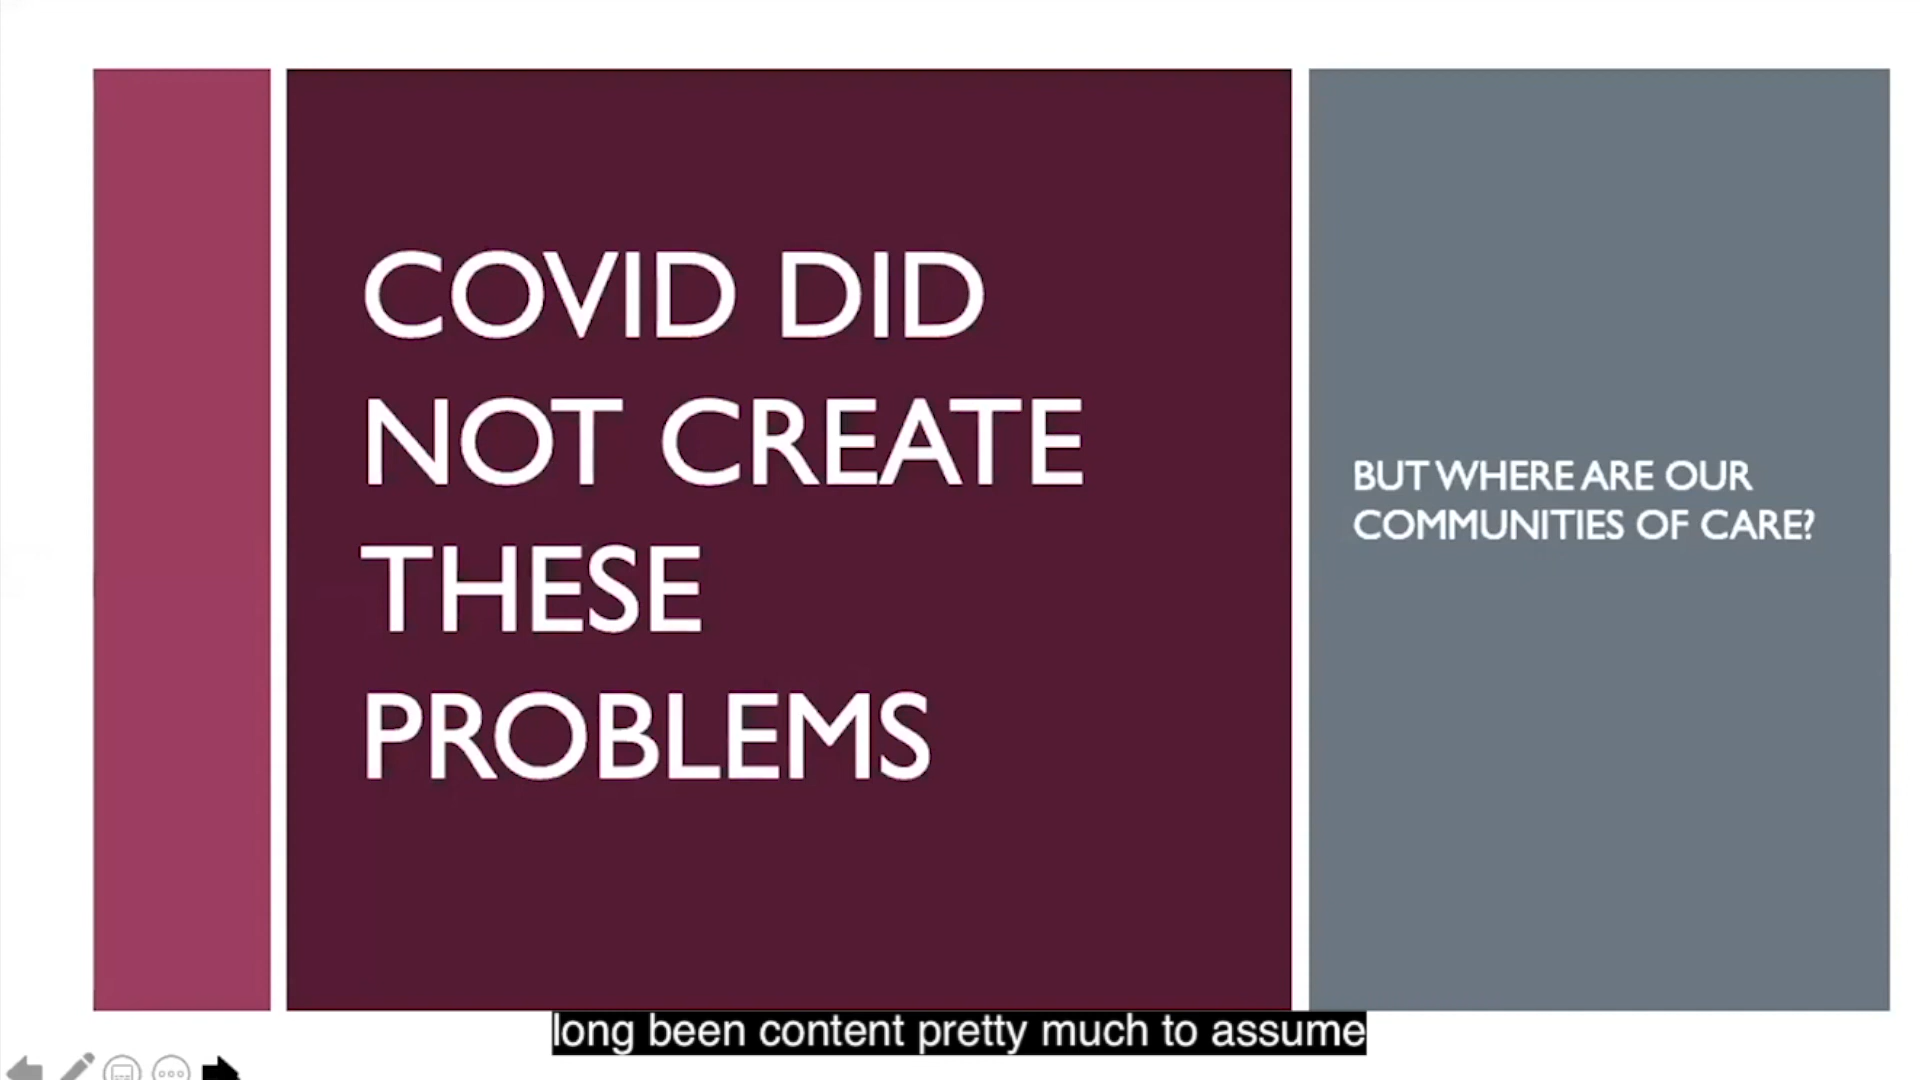 COVID DID
NOT CREATE
THESE
PROBLEMS
BUT WHERE ARE OUR
COMMUNITIES OF CARE?
long been content pretty much to assume